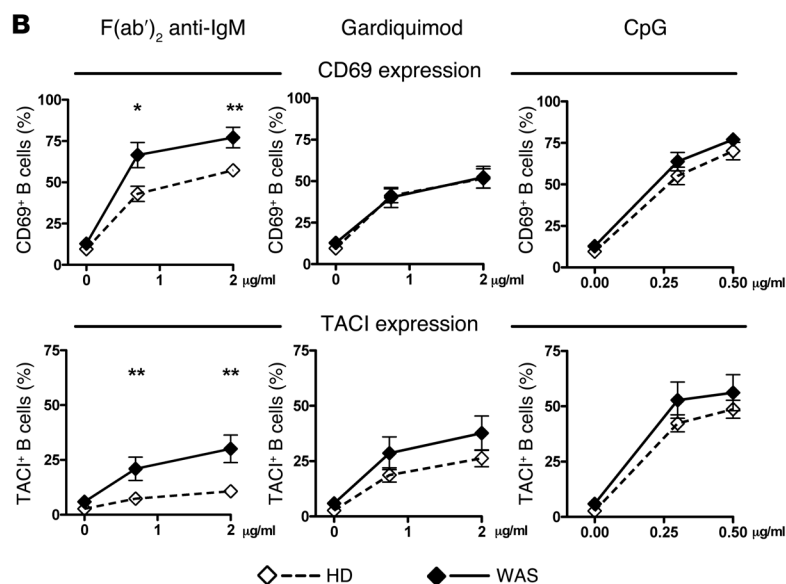 B
F(ab′)2 anti-IgM Gardiquimod CpG
CD69 expression
CD69+ B cells (%)
100
75
50
25
0
0 1 2 μg/ml
* **
CD69+ B cells (%)
100
75
50
25
0
0 1 2 μg/ml
CD69+ B cells (%)
100
75
50
25
0
0.00 0.25 0.50 μg/ml
TACI expression
TACI+ B cells (%)
75
50
25
0
0 1 2 μg/ml
** **
TACI+ B cells (%)
75
50
25
0
0 1 2 μg/ml
TACI+ B cells (%)
75
50
25
0
0.00 0.25 0.50 μg/ml
HD WAS